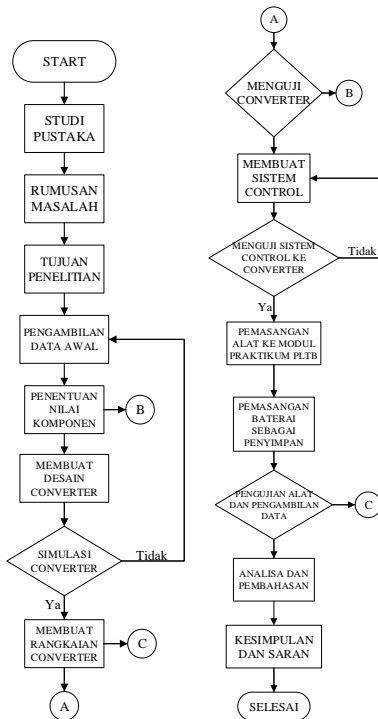 START
STUDI
PUSTAKA
RUMUSAN
MASALAH
TUJUAN
PENELITIAN
PENGAMBILAN
DATA AWAL
PENENTUAN
NILAI
KOMPONEN
B
MEMBUAT
DESAIN
CONVERTER
SIMULASI
CONVERTER
Tidak
Ya
MEMBUAT
RANGKAIAN
CONVERTER
C
A
A
MENGUJI
CONVERTER
B
MEMBUAT
SISTEM
CONTROL
MENGUJI SISTEM
CONTROL KE
CONVERTER
Tidak
Ya
PEMASANGAN
ALAT KE MODUL
PRAKTIKUM PLTB
PEMASANGAN
BATERAI
SEBAGAI
PENYIMPAN
PENGUJIAN ALAT
DAN PENGAMBILAN
DATA
C
ANALISA DAN
PEMBAHASAN
KESIMPULAN
DAN SARAN
SELESAI